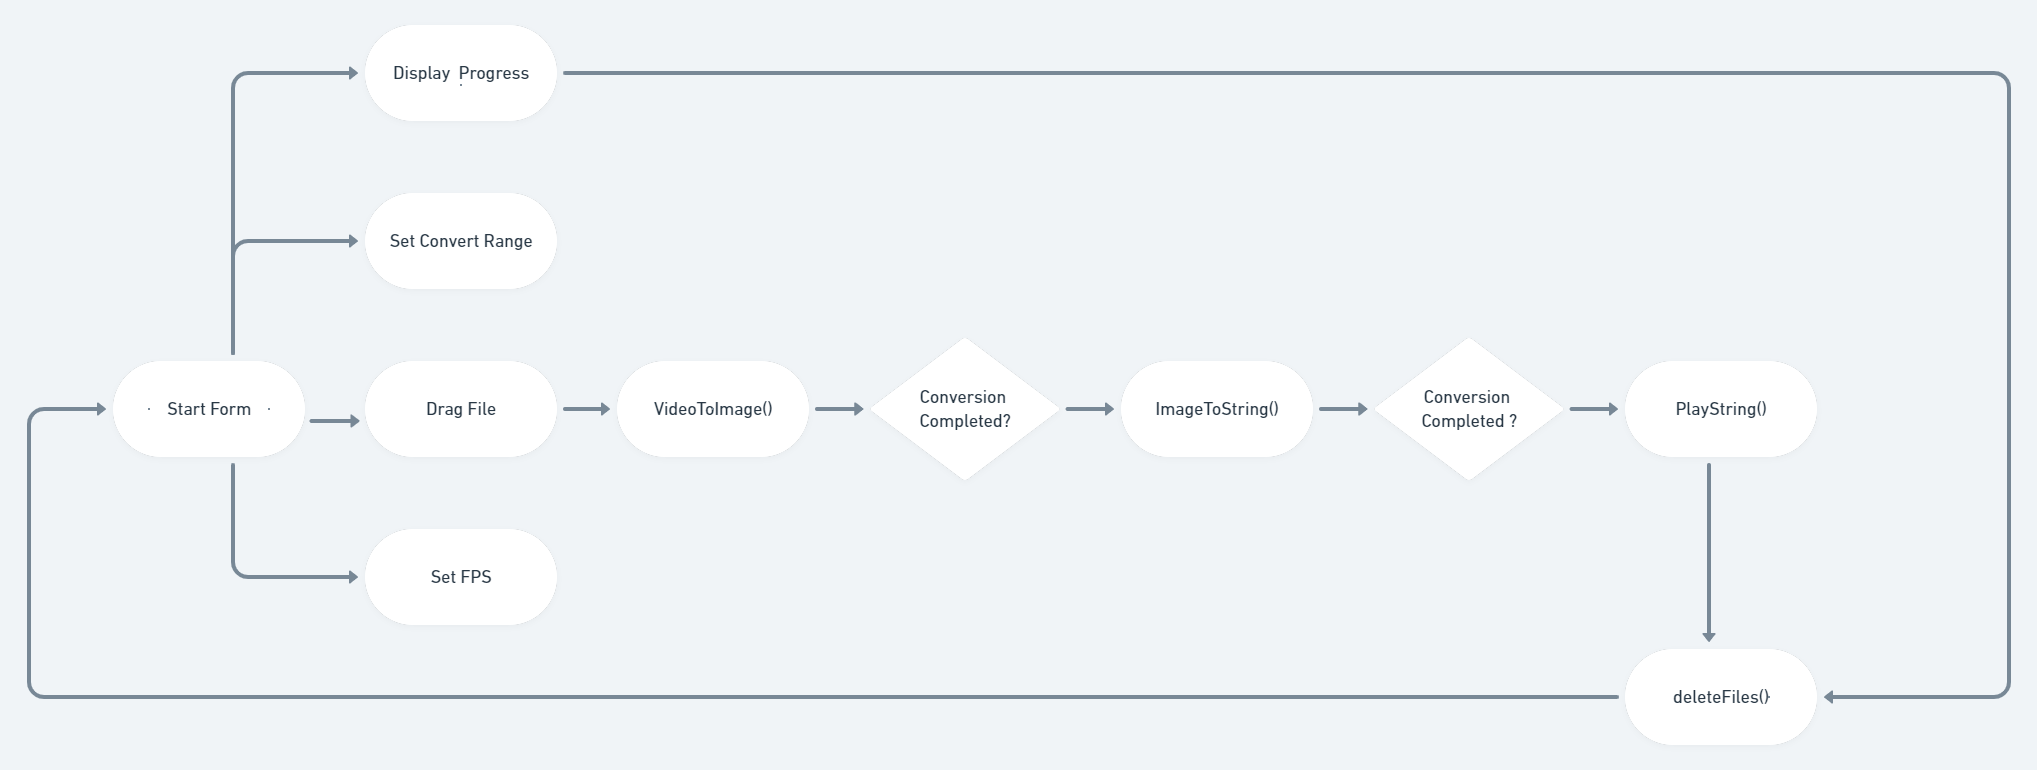 Display Progress
Set Convert Range
Start Form
Drag File
VideoToImage()
Conversion
Completed?
ImageToString()
Conversion
Completed ?
PlayString()
Set FPS
deleteFiles()